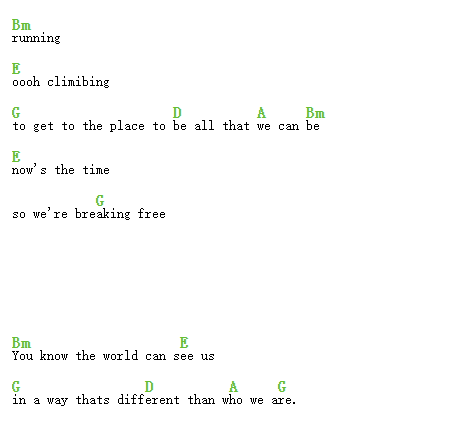 Bm
running
E
oooh climibing
G D A Bm
to get to the place to be all that we can be
E
now's the time
G
so we're breaking free
Bm E
You know the world can see us
G D A G
in a way thats different than who we are.